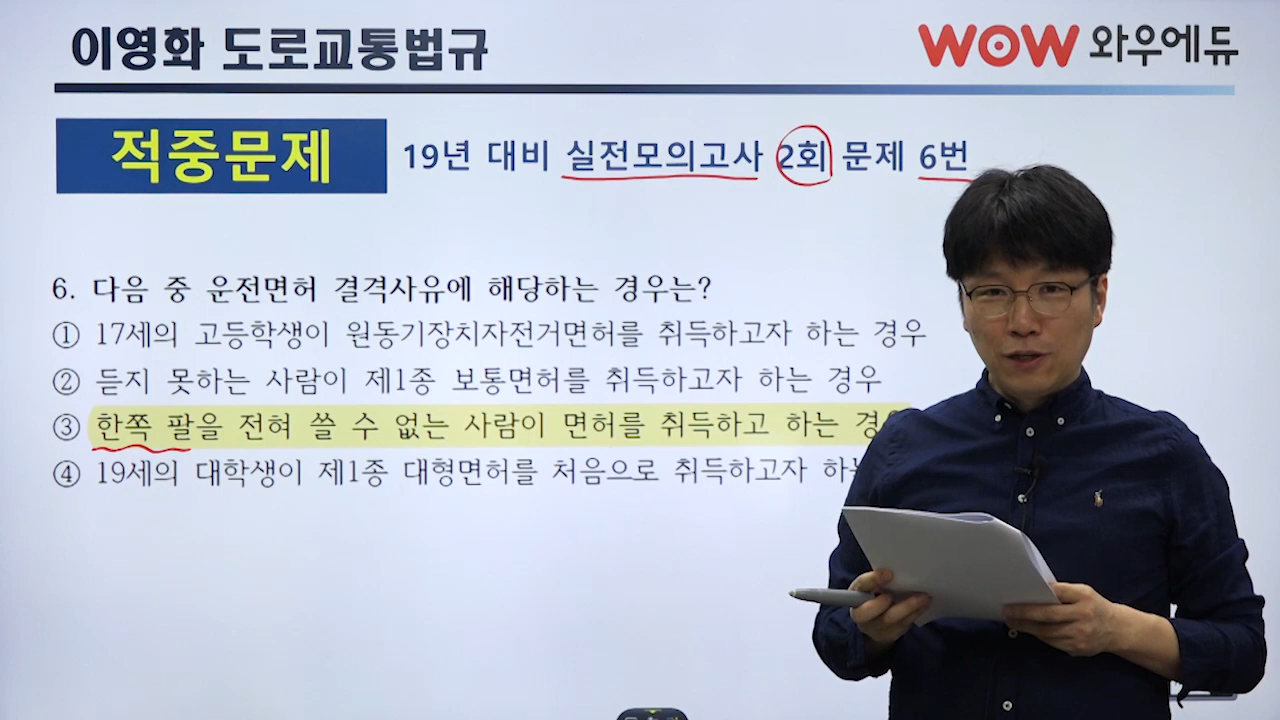 이영화 도로교통법규
WOW 와우에듀
적중문제
19년 대비 실전모의고사 2회 문제 6번
6. 다음 중 운전면허 결격사유에 해당하는 경우는?
① 17세의 고등학생이 원동기장치자전거면허를 취득하고자 하는 경우
② 듣지 못하는 사람이 제1종 보통면허를 취득하고자 하는 경우
③ 한쪽 팔을 전혀 쓸 수 없는 사람이 면허를 취득하고 하는
④ 19세의 대학생이 제1종 대형면허를 처음으로 취득하고자